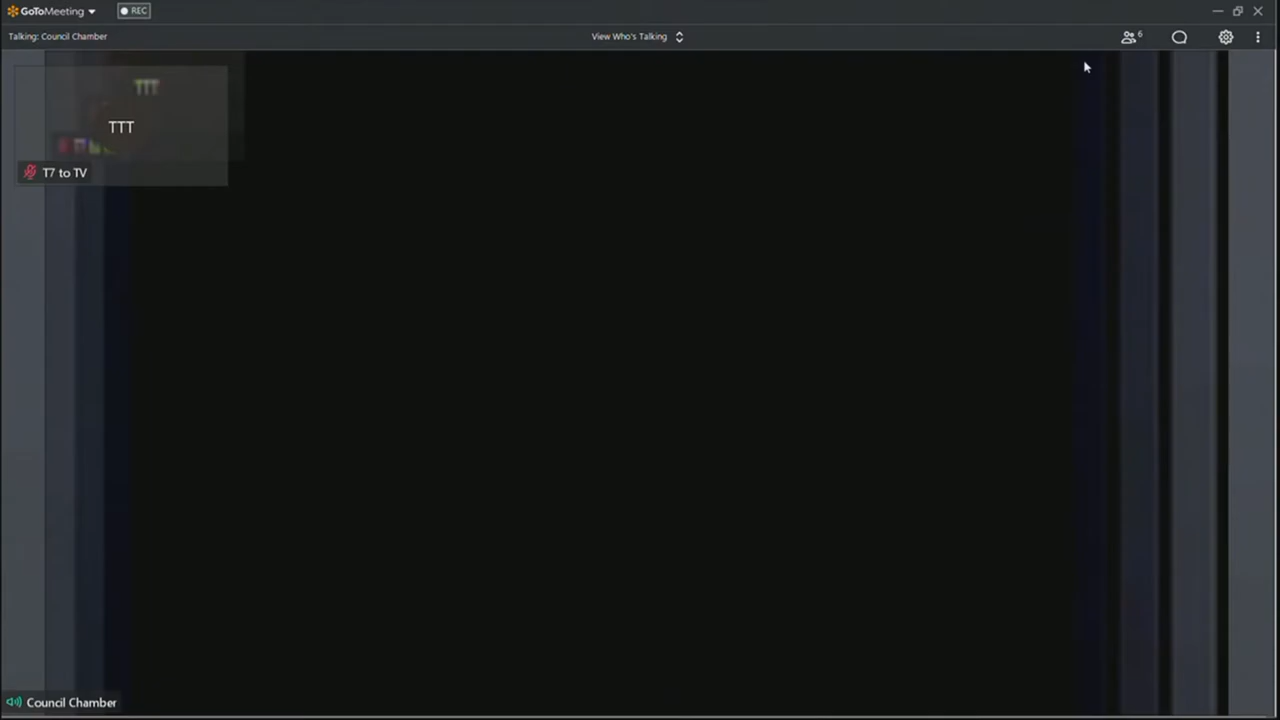 GoToMeeting
REC
Talking: Council Chamber
View Who's Talking
6
TTT
TTT
T7 to TV
Council Chamber